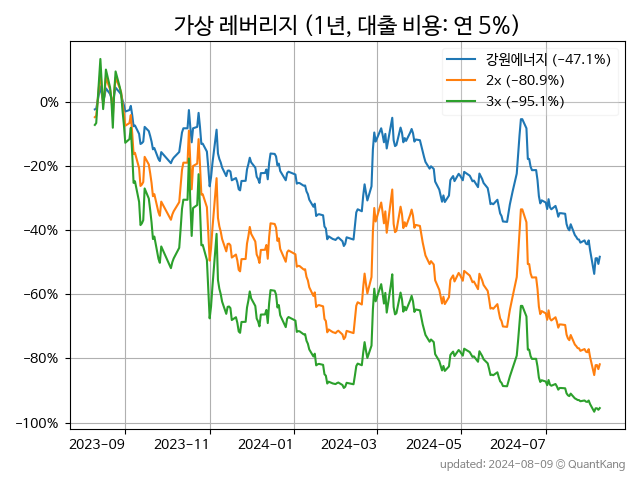 가상 레버리지 (1년, 대출 비용: 연 5%)
강원에너지 (−47.1%)
2x (−80.9%)
3x (−95.1%)
0%
−20%
−40%
−60%
−80%
−100%
2023-09 2023-11 2024-01 2024-03 2024-05 2024-07
updated: 2024-08-09 © QuantKang